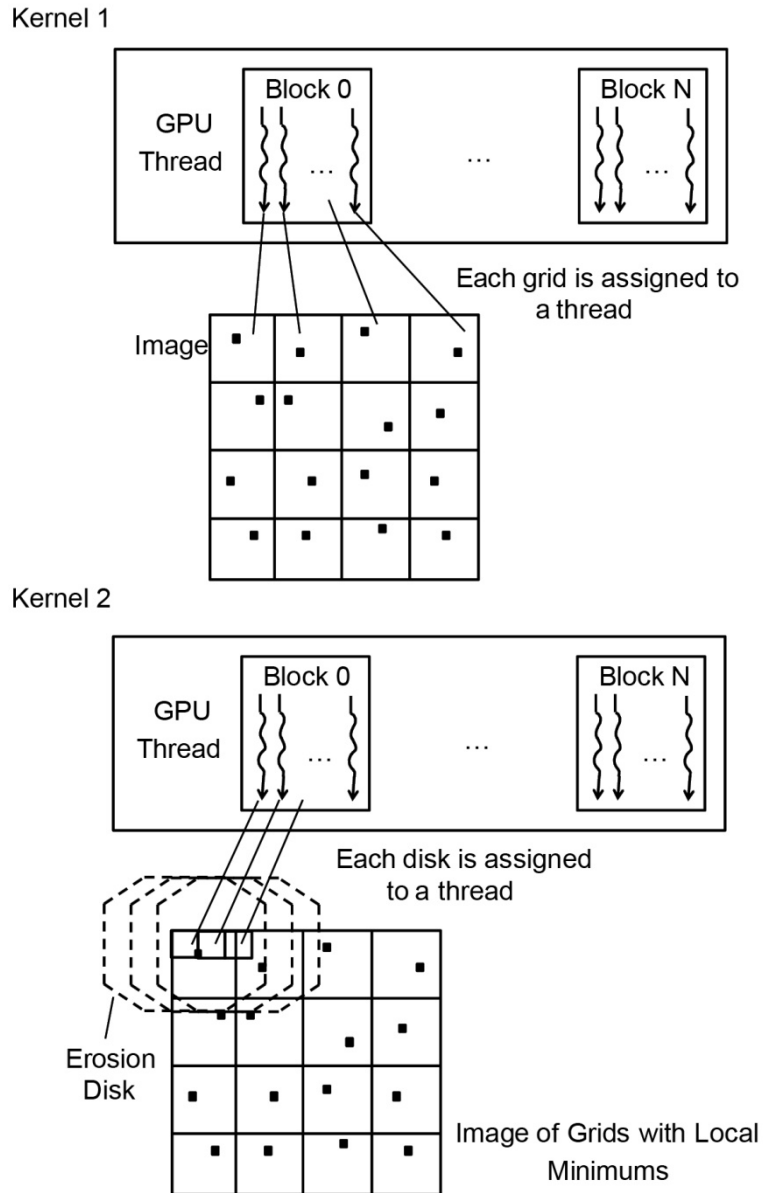 Kernel 1
Block 0
Block N
GPU
Thread
...
...
...
Each grid is assigned to
a thread
Image
Kernel 2
Block 0
Block N
GPU
Thread
...
...
...
Each disk is assigned
to a thread
Erosion
Disk
Image of Grids with Local
Minimums